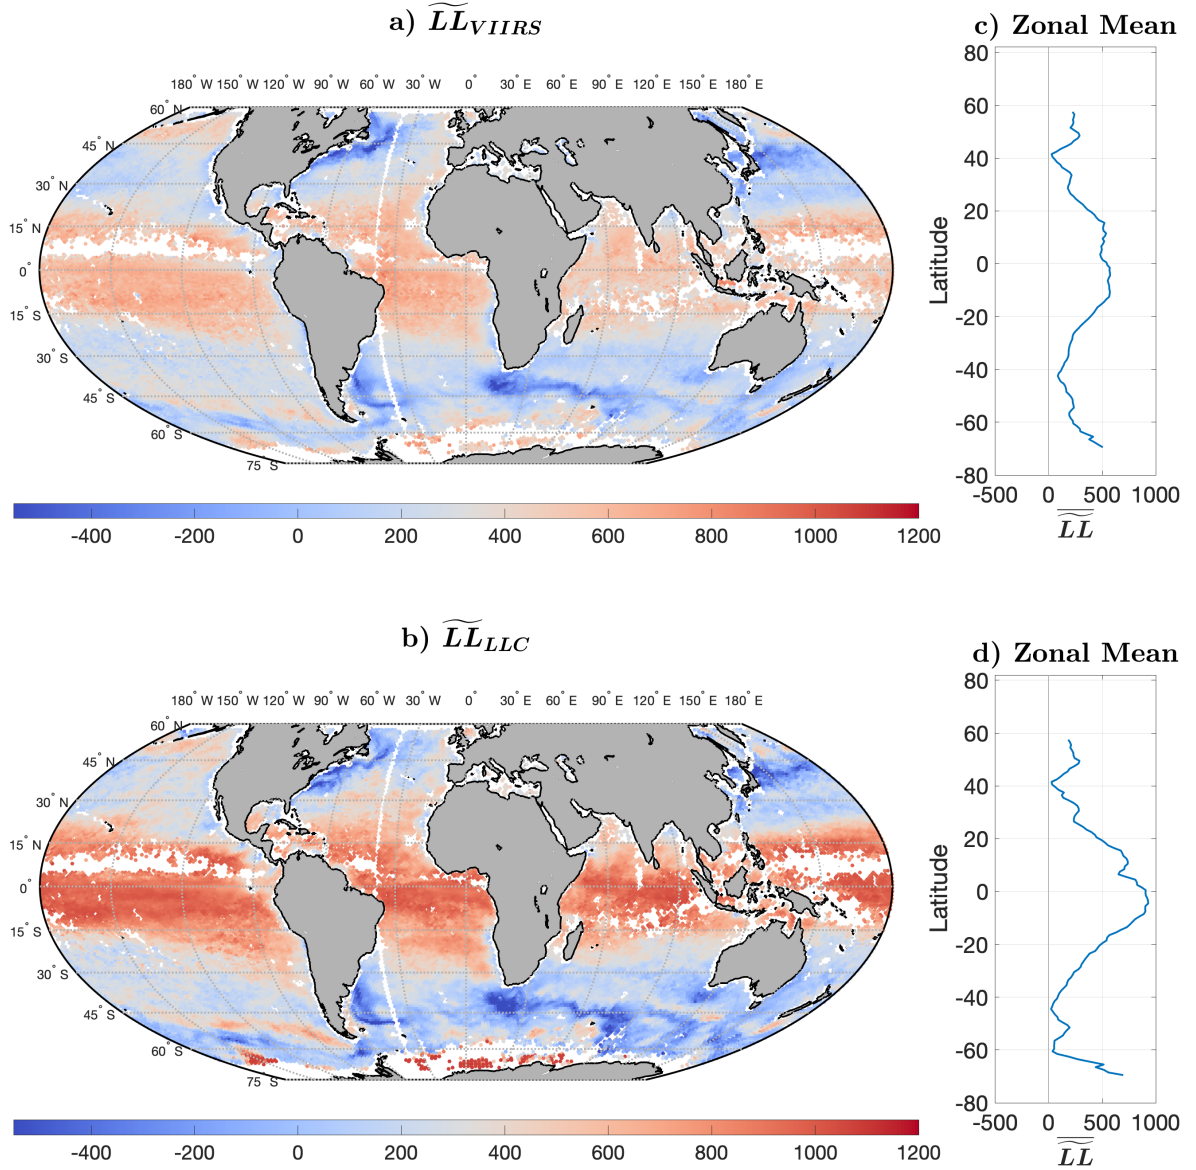 a) LL VIIRS
180° W 150° W 120° W 90° W 60° W 30° W 0° 30° E 60° E 90° E 120° E 150° E 180° E
60° N
45° N
30° N
15° N
0°
15° S
30° S
45° S
60° S
75° S
-400 -200 0 200 400 600 800 1000 1200
c) Zonal Mean
80
60
40
20
0
-20
-40
-60
-80
Latitude
-500 0 500 1000
LL
b) LL LLC
180° W 150° W 120° W 90° W 60° W 30° W 0° 30° E 60° E 90° E 120° E 150° E 180° E
60° N
45° N
30° N
15° N
0°
15° S
30° S
45° S
60° S
75° S
-400 -200 0 200 400 600 800 1000 1200
d) Zonal Mean
80
60
40
20
0
-20
-40
-60
-80
Latitude
-500 0 500 1000
LL